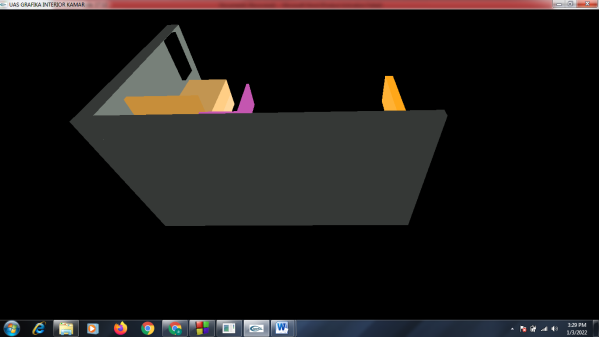 UAS GRAFIKA INTERIOR KAMAR
3:29 PM
1/3/2022